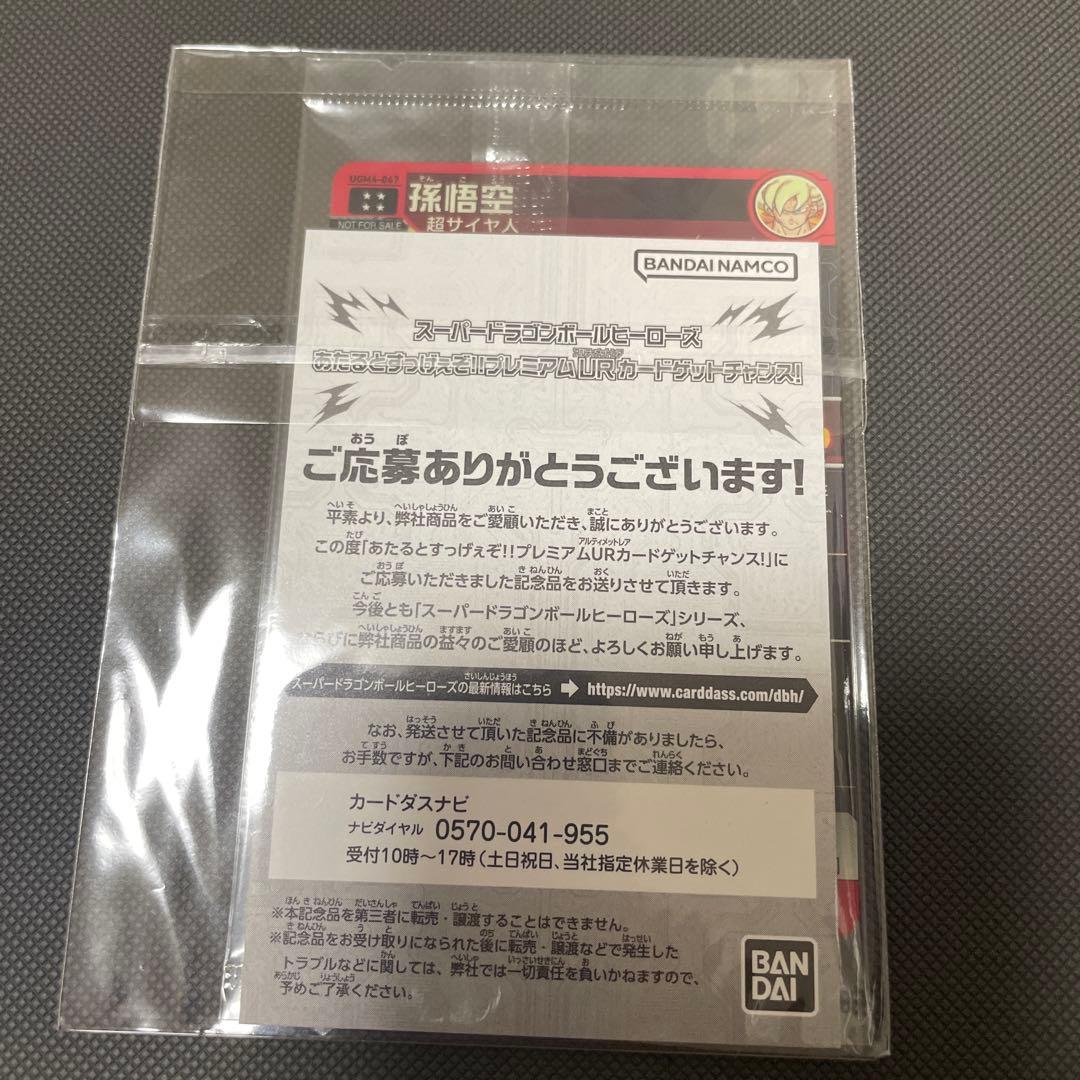 UGM4-067
孫悟空
NOT FOR SALE
超サイヤ人
BANDAI NAMCO
スーパードラゴンボールヒーローズ
あたるとすっげぇぞ!!プレミアムURカードゲットチャンス!
ご応募ありがとうございます!
平素より、弊社商品をご愛顧いただき、誠にありがとうございます。
この度「あたるとすっげぇぞ!!プレミアムURカードゲットチャンス!」に
ご応募いただきました記念品をお送りさせて頂きます。
今後とも「スーパードラゴンボールヒーローズ」シリーズ、
ならびに弊社商品の益々のご愛顧のほど、よろしくお願い申し上げます。
スーパードラゴンボールヒーローズの最新情報はこちら ➡ https://www.carddass.com/dbh/
なお、発送させて頂いた記念品に不備がありましたら、
お手数ですが、下記のお問い合わせ窓口までご連絡ください。
カードダスナビ
ナビダイヤル 0570-041-955
受付10時～17時(土日祝日、当社指定休業日を除く)
※本記念品を第三者に転売・譲渡することはできません。
※記念品をお受け取りになられた後に転売・譲渡などで発生した
トラブルなどに関しては、弊社では一切責任を負いかねますので、
予めご了承ください。
BAN
DAI